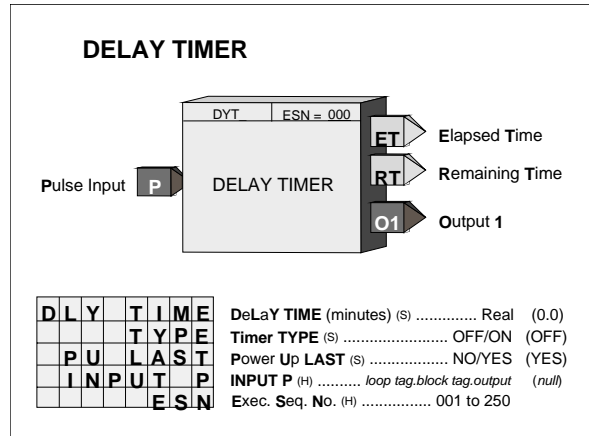 DELAY TIMER
DYT_ ESN = 000
ET Elapsed Time
Pulse Input P DELAY TIMER RT Remaining Time
O1 Output 1
DLY TIME DeLaY TIME (minutes) (S) .............. Real (0.0)
TYPE Timer TYPE (S) ........................ OFF/ON (OFF)
PU LAST Power Up LAST (S) .................. NO/YES (YES)
INPUT P INPUT P (H) .......... loop tag.block tag.output (null)
ESN Exec. Seq. No. (H) ................ 001 to 250